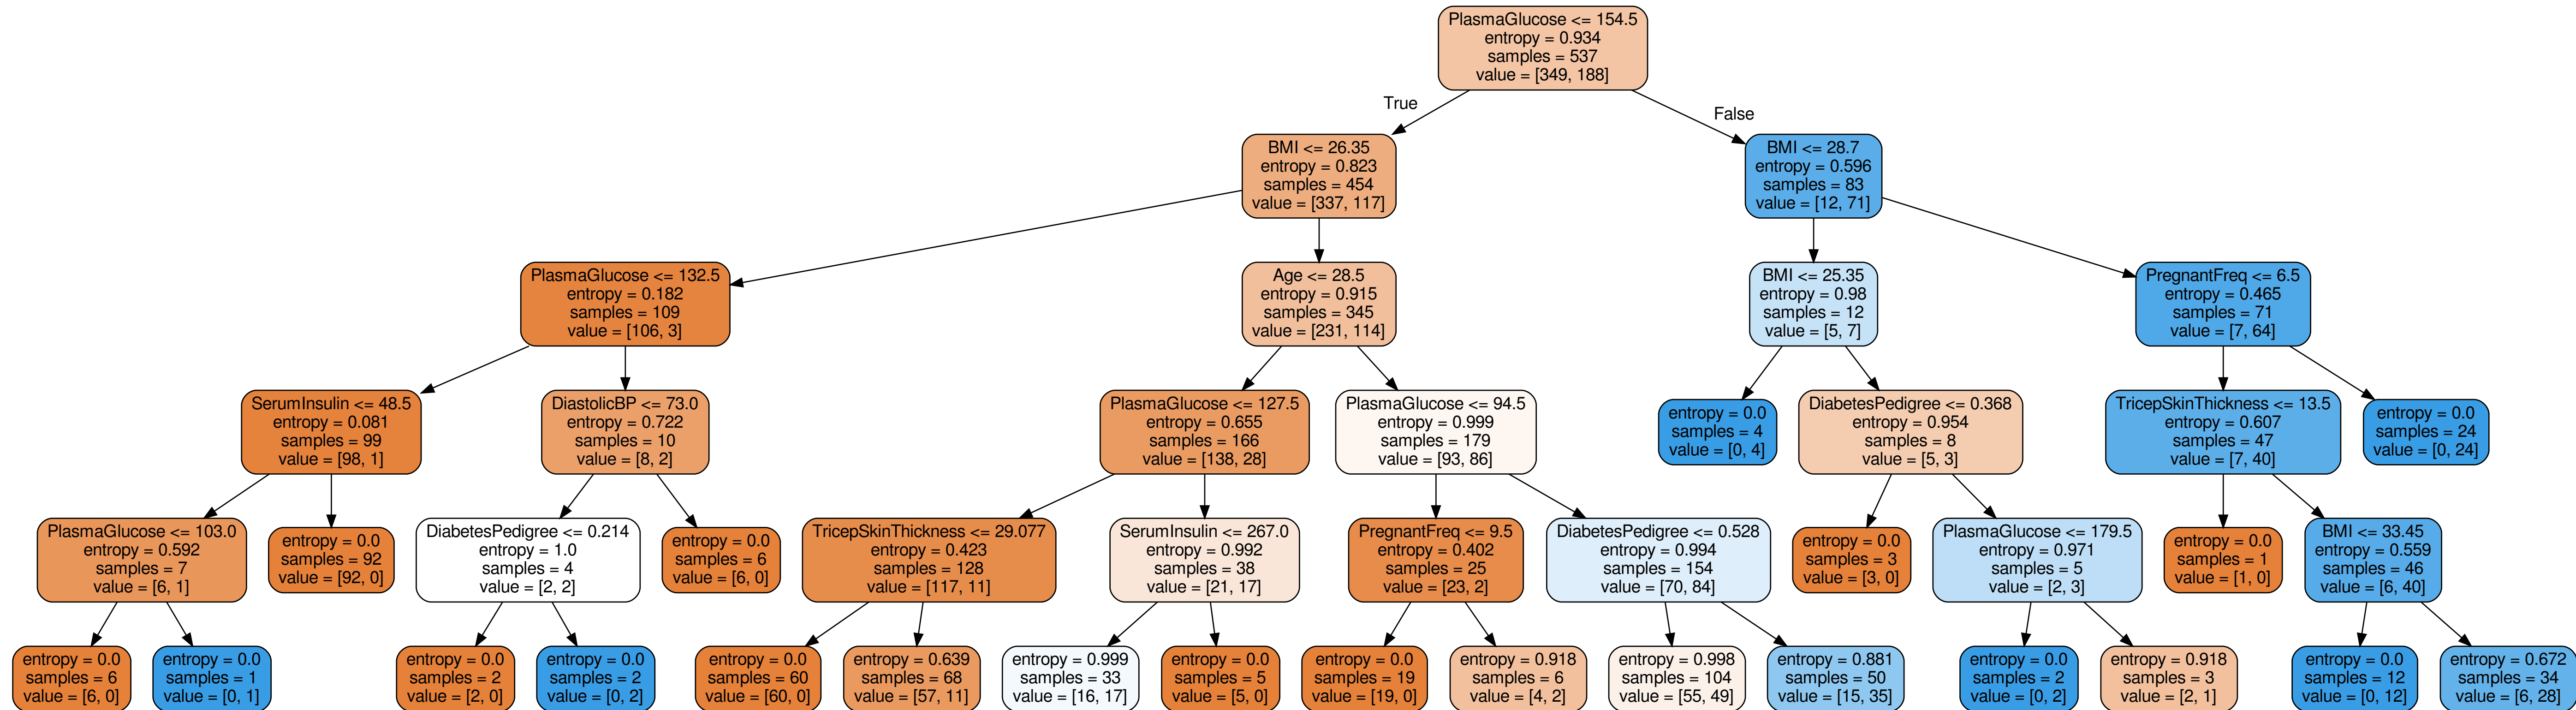 PlasmaGlucose <= 154.5
entropy = 0.934
samples = 537
value = [349, 188]
True
False
BMI <= 26.35
entropy = 0.823
samples = 454
value = [337, 117]
BMI <= 28.7
entropy = 0.596
samples = 83
value = [12, 71]
PlasmaGlucose <= 132.5
entropy = 0.182
samples = 109
value = [106, 3]
Age <= 28.5
entropy = 0.915
samples = 345
value = [231, 114]
BMI <= 25.35
entropy = 0.98
samples = 12
value = [5, 7]
PregnantFreq <= 6.5
entropy = 0.465
samples = 71
value = [7, 64]
SerumInsulin <= 48.5
entropy = 0.081
samples = 99
value = [98, 1]
DiastolicBP <= 73.0
entropy = 0.722
samples = 10
value = [8, 2]
PlasmaGlucose <= 127.5
entropy = 0.655
samples = 166
value = [138, 28]
PlasmaGlucose <= 94.5
entropy = 0.999
samples = 179
value = [93, 86]
entropy = 0.0
samples = 4
value = [0, 4]
DiabetesPedigree <= 0.368
entropy = 0.954
samples = 8
value = [5, 3]
TricepSkinThickness <= 13.5
entropy = 0.607
samples = 47
value = [7, 40]
entropy = 0.0
samples = 24
value = [0, 24]
PlasmaGlucose <= 103.0
entropy = 0.592
samples = 7
value = [6, 1]
entropy = 0.0
samples = 92
value = [92, 0]
DiabetesPedigree <= 0.214
entropy = 1.0
samples = 4
value = [2, 2]
entropy = 0.0
samples = 6
value = [6, 0]
TricepSkinThickness <= 29.077
entropy = 0.423
samples = 128
value = [117, 11]
SerumInsulin <= 267.0
entropy = 0.992
samples = 38
value = [21, 17]
PregnantFreq <= 9.5
entropy = 0.402
samples = 25
value = [23, 2]
DiabetesPedigree <= 0.528
entropy = 0.994
samples = 154
value = [70, 84]
entropy = 0.0
samples = 3
value = [3, 0]
PlasmaGlucose <= 179.5
entropy = 0.971
samples = 5
value = [2, 3]
entropy = 0.0
samples = 1
value = [1, 0]
BMI <= 33.45
entropy = 0.559
samples = 46
value = [6, 40]
entropy = 0.0
samples = 6
value = [6, 0]
entropy = 0.0
samples = 1
value = [0, 1]
entropy = 0.0
samples = 2
value = [2, 0]
entropy = 0.0
samples = 2
value = [0, 2]
entropy = 0.0
samples = 60
value = [60, 0]
entropy = 0.639
samples = 68
value = [57, 11]
entropy = 0.999
samples = 33
value = [16, 17]
entropy = 0.0
samples = 5
value = [5, 0]
entropy = 0.0
samples = 19
value = [19, 0]
entropy = 0.918
samples = 6
value = [4, 2]
entropy = 0.998
samples = 104
value = [55, 49]
entropy = 0.881
samples = 50
value = [15, 35]
entropy = 0.0
samples = 2
value = [0, 2]
entropy = 0.918
samples = 3
value = [2, 1]
entropy = 0.0
samples = 12
value = [0, 12]
entropy = 0.672
samples = 34
value = [6, 28]